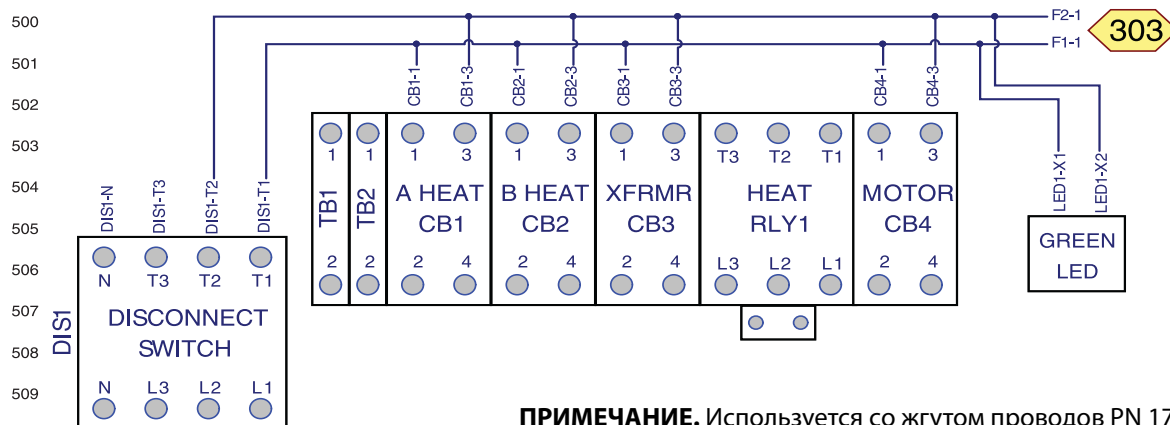 500
F2-1
F1-1
303
501
CB1-1
CB1-3
CB2-1
CB2-3
CB3-1
CB3-3
CB4-1
CB4-3
502
503
1 1 1 3 1 3 1 3 T3 T2 T1 1 3
504
DIS1-N
DIS1-T3
DIS1-T2
DIS1-T1
TB1
TB2
A HEAT
CB1
B HEAT
CB2
XFRMR
CB3
HEAT
RLY1
MOTOR
CB4
LED1-X1
LED1-X2
505
2 2 2 4 2 4 2 4 L3 L2 L1 2 4
GREEN
LED
506
N T3 T2 T1
507
DIS1
DISCONNECT
SWITCH
508
509
N L3 L2 L1
ПРИМЕЧАНИЕ. Используется со жгутом проводов PN 17